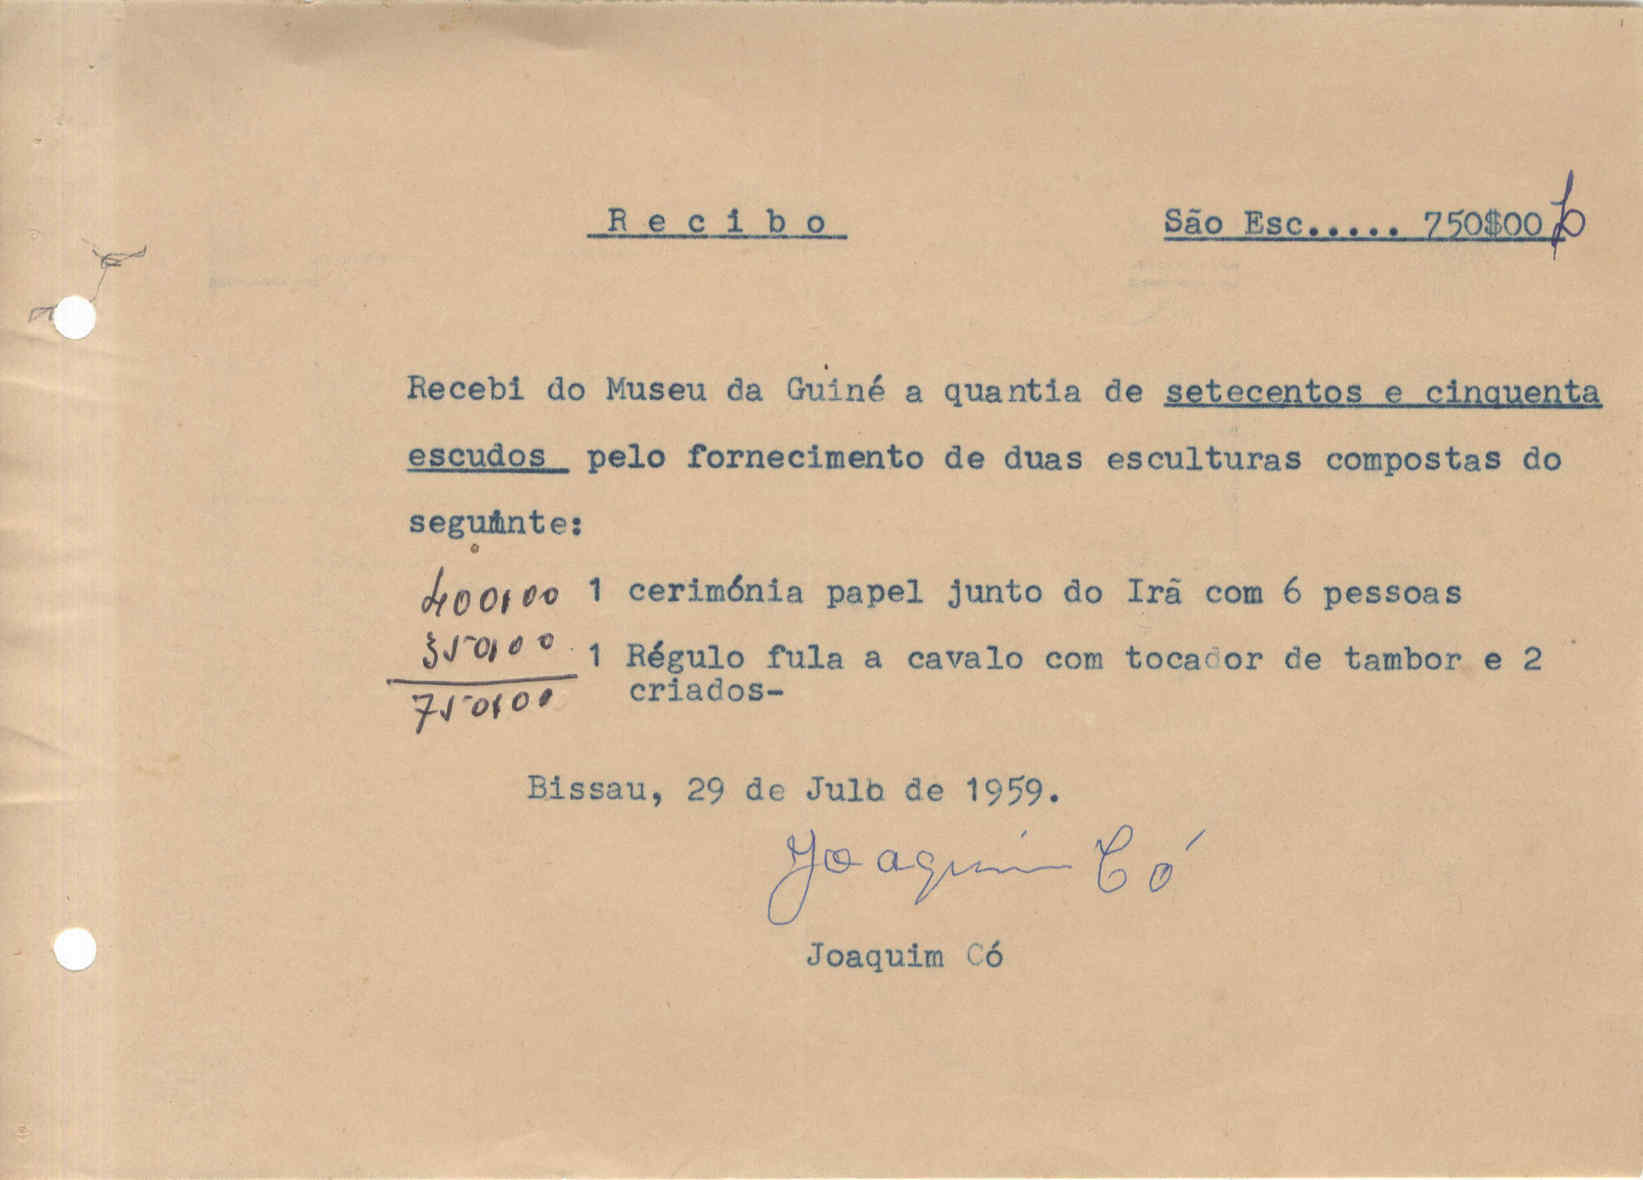 R e c i b o São Esc..... 750$00
Recebi do Museu da Guiné a quantia de setecentos e cinquenta
escudos pelo fornecimento de duas esculturas compostas do
seguinte:
400,00 1 cerimónia papel junto do Irã com 6 pessoas
350,00 1 Régulo fula a cavalo com tocador de tambor e 2
750,00 criados-
Bissau, 29 de Julo de 1959.
Joaquim Có
Joaquim Có